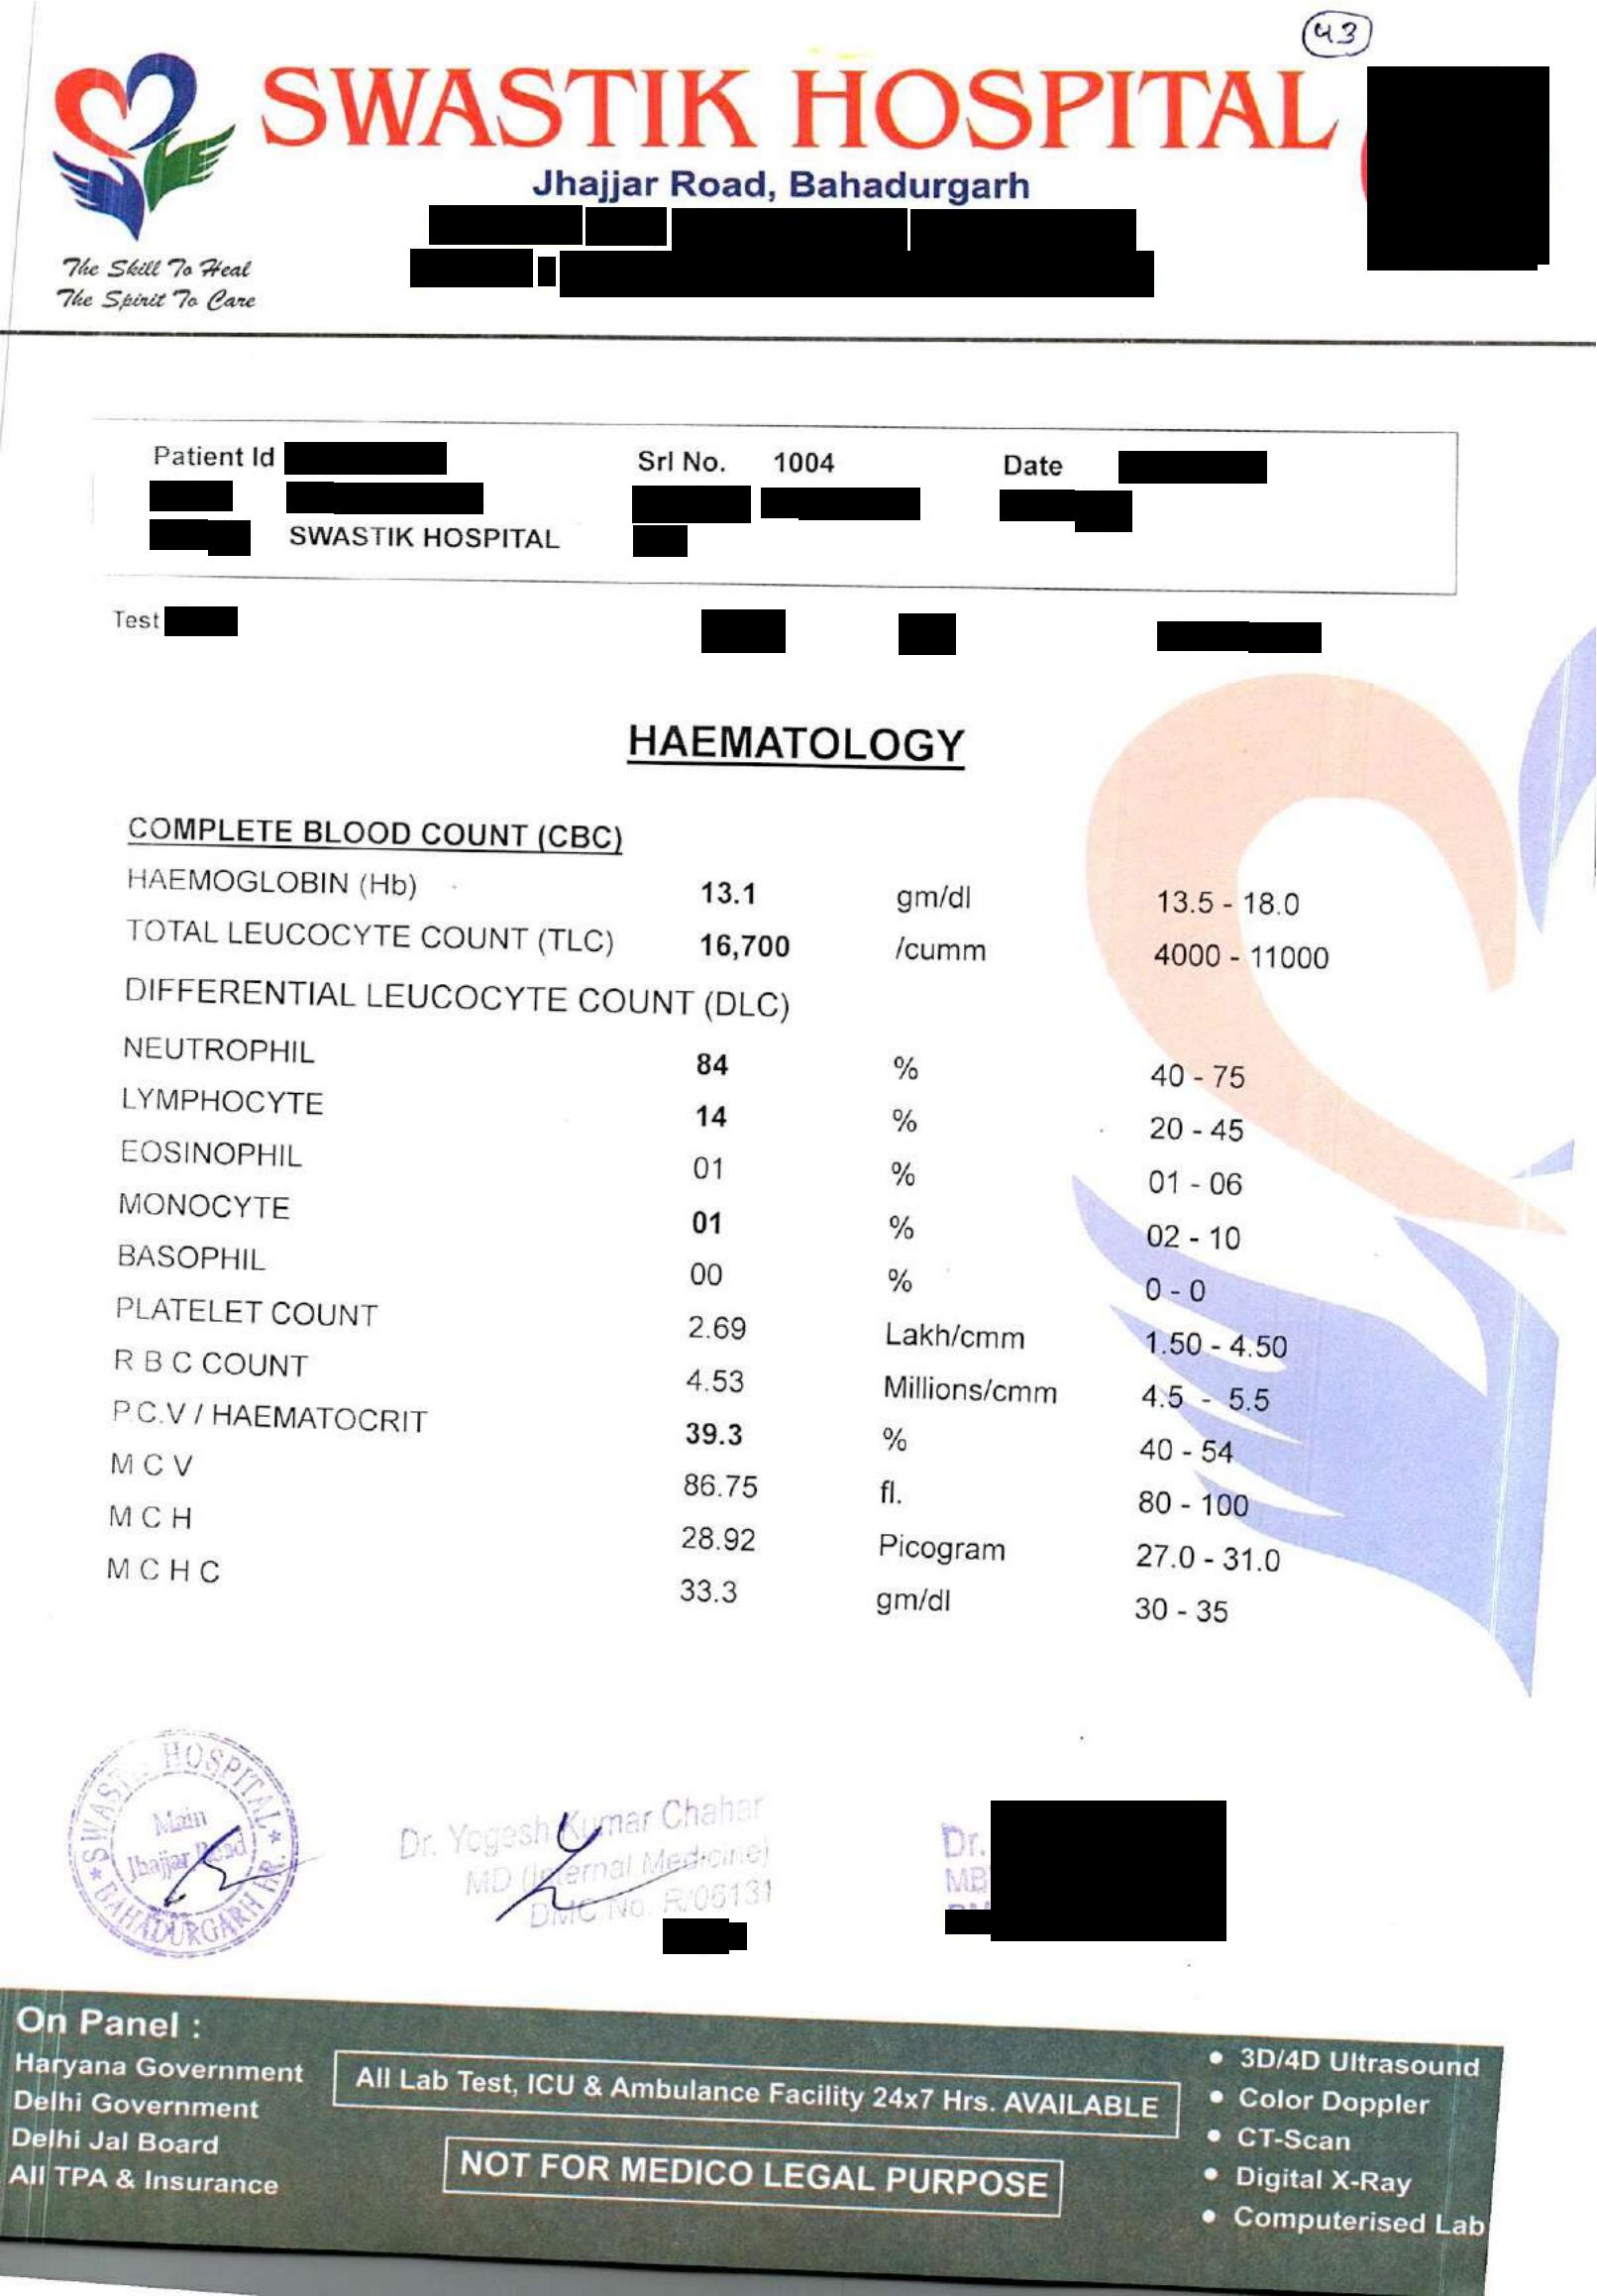 43
SWASTIK HOSPITAL
Jhajjar Road, Bahadurgarh
The Skill To Heal
The Spirit To Care
Patient Id Srl No. 1004 Date
SWASTIK HOSPITAL
Test
HAEMATOLOGY
COMPLETE BLOOD COUNT (CBC)
HAEMOGLOBIN (Hb) 13.1 gm/dl 13.5 - 18.0
TOTAL LEUCOCYTE COUNT (TLC) 16,700 /cumm 4000 - 11000
DIFFERENTIAL LEUCOCYTE COUNT (DLC)
NEUTROPHIL 84 % 40 - 75
LYMPHOCYTE 14 % 20 - 45
EOSINOPHIL 01 % 01 - 06
MONOCYTE 01 % 02 - 10
BASOPHIL 00 % 0 - 0
PLATELET COUNT 2.69 Lakh/cmm 1.50 - 4.50
R B C COUNT 4.53 Millions/cmm 4.5 - 5.5
P.C.V / HAEMATOCRIT 39.3 % 40 - 54
M C V 86.75 fl. 80 - 100
M C H 28.92 Picogram 27.0 - 31.0
M C H C 33.3 gm/dl 30 - 35
HOSPITAL
Main
Jhajjar Road
BAHADURGARH HR.
Dr. Yogesh Kumar Chahar
MD (Internal Medicine)
DMC No. R/06131
Dr.
MB
On Panel :
Haryana Government
Delhi Government
Delhi Jal Board
All TPA & Insurance
All Lab Test, ICU & Ambulance Facility 24x7 Hrs. AVAILABLE
NOT FOR MEDICO LEGAL PURPOSE
• 3D/4D Ultrasound
• Color Doppler
• CT-Scan
• Digital X-Ray
• Computerised Lab